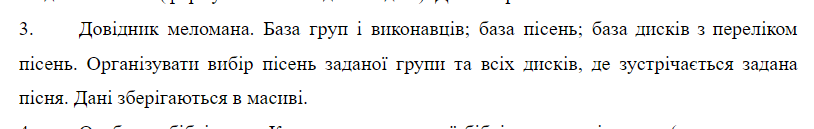 3. Довідник меломана. База груп і виконавців; база пісень; база дисків з переліком
пісень. Організувати вибір пісень заданої групи та всіх дисків, де зустрічається задана
пісня. Дані зберігаються в масиві.